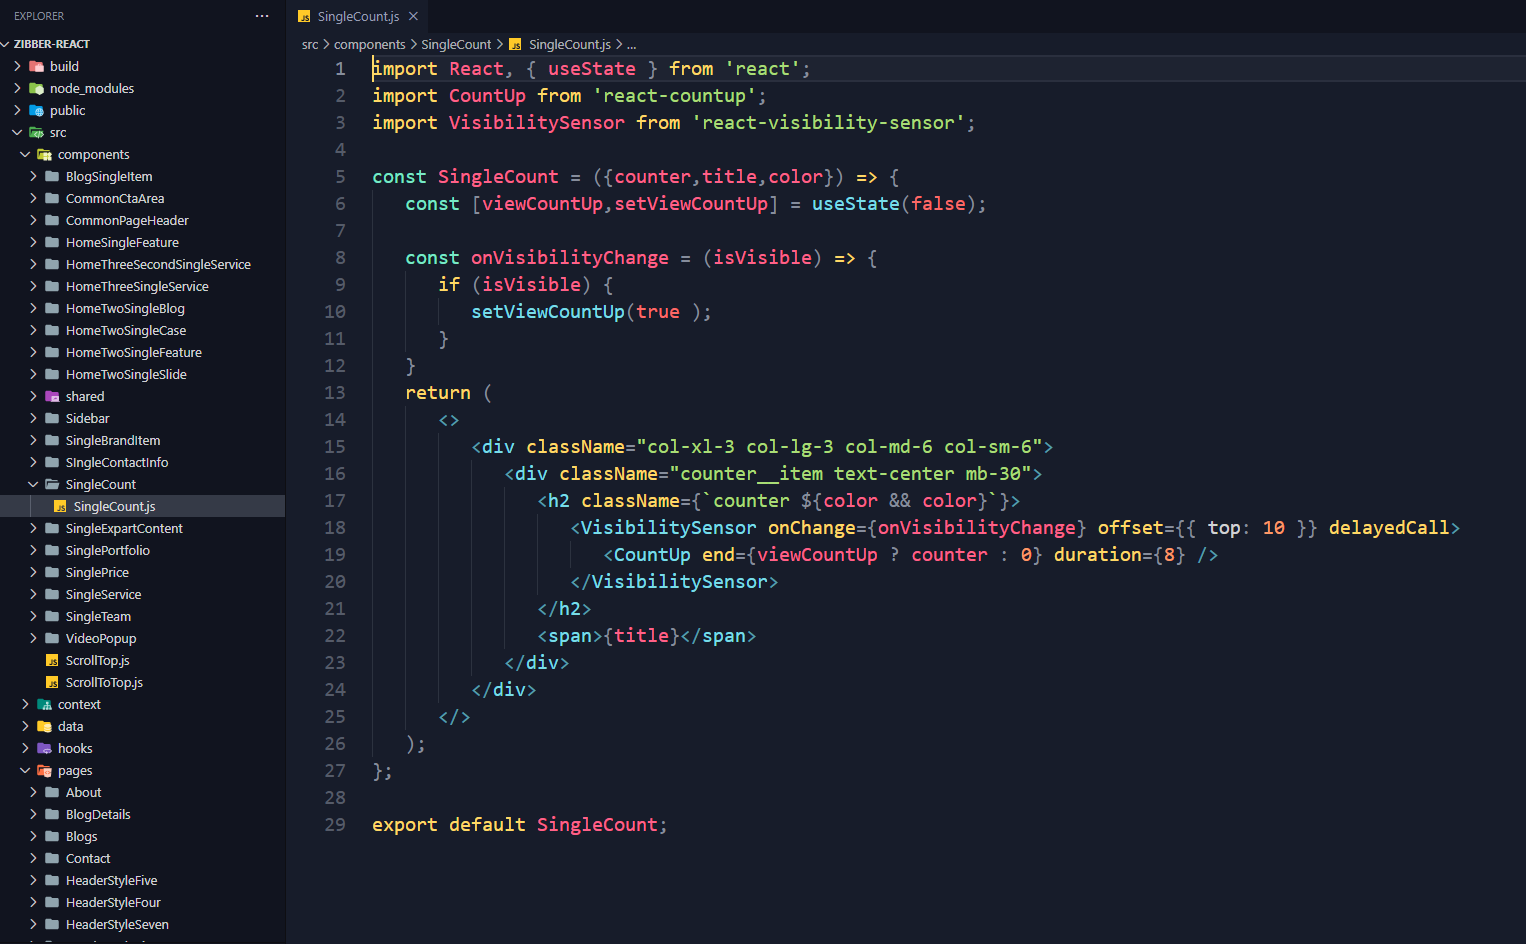 EXPLORER
ZIBBER-REACT
build
node_modules
public
src
components
BlogSingleItem
CommonCtaArea
CommonPageHeader
HomeSingleFeature
HomeThreeSecondSingleService
HomeThreeSingleService
HomeTwoSingleBlog
HomeTwoSingleCase
HomeTwoSingleFeature
HomeTwoSingleSlide
shared
Sidebar
SingleBrandItem
SIngleContactInfo
SingleCount
JS SingleCount.js
SingleExpartContent
SinglePortfolio
SinglePrice
SingleService
SingleTeam
VideoPopup
JS ScrollTop.js
JS ScrollToTop.js
context
data
hooks
pages
About
BlogDetails
Blogs
Contact
HeaderStyleFive
HeaderStyleFour
HeaderStyleSeven
JS SingleCount.js
src > components > SingleCount > JS SingleCount.js > ...
1 import React, { useState } from 'react';
2 import CountUp from 'react-countup';
3 import VisibilitySensor from 'react-visibility-sensor';
4
5 const SingleCount = ({counter,title,color}) => {
6 const [viewCountUp,setViewCountUp] = useState(false);
7
8 const onVisibilityChange = (isVisible) => {
9 if (isVisible) {
10 setViewCountUp(true );
11 }
12 }
13 return (
14 <>
15 <div className="col-xl-3 col-lg-3 col-md-6 col-sm-6">
16 <div className="counter__item text-center mb-30">
17 <h2 className={`counter ${color && color}`}>
18 <VisibilitySensor onChange={onVisibilityChange} offset={{ top: 10 }} delayedCall>
19 <CountUp end={viewCountUp ? counter : 0} duration={8} />
20 </VisibilitySensor>
21 </h2>
22 <span>{title}</span>
23 </div>
24 </div>
25 </>
26 );
27 };
28
29 export default SingleCount;